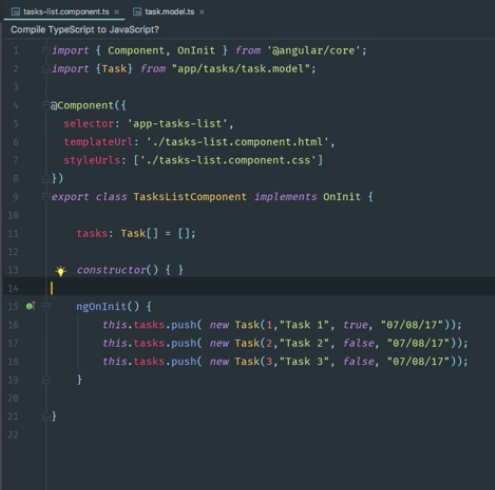 tasks-list.component.ts × task.model.ts ×
Compile TypeScript to JavaScript?
1 import { Component, OnInit } from '@angular/core';
2 import {Task} from "app/tasks/task.model";
3
4 @Component({
5 selector: 'app-tasks-list',
6 templateUrl: './tasks-list.component.html',
7 styleUrls: ['./tasks-list.component.css']
8 })
9 export class TasksListComponent implements OnInit {
10
11 tasks: Task[] = [];
12
13 constructor() { }
14
15 ngOnInit() {
16 this.tasks.push( new Task(1,"Task 1", true, "07/08/17"));
17 this.tasks.push( new Task(2,"Task 2", false, "07/08/17"));
18 this.tasks.push( new Task(3,"Task 3", false, "07/08/17"));
19 }
20
21 }
22